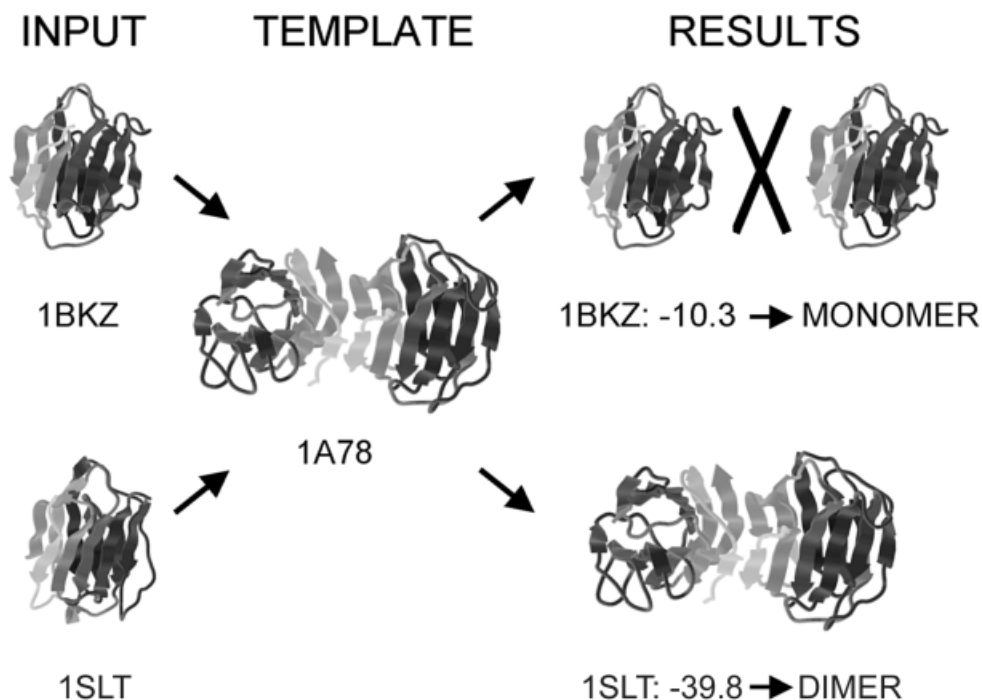 INPUT TEMPLATE RESULTS
1BKZ
1BKZ: -10.3 → MONOMER
1A78
1SLT
1SLT: -39.8 → DIMER